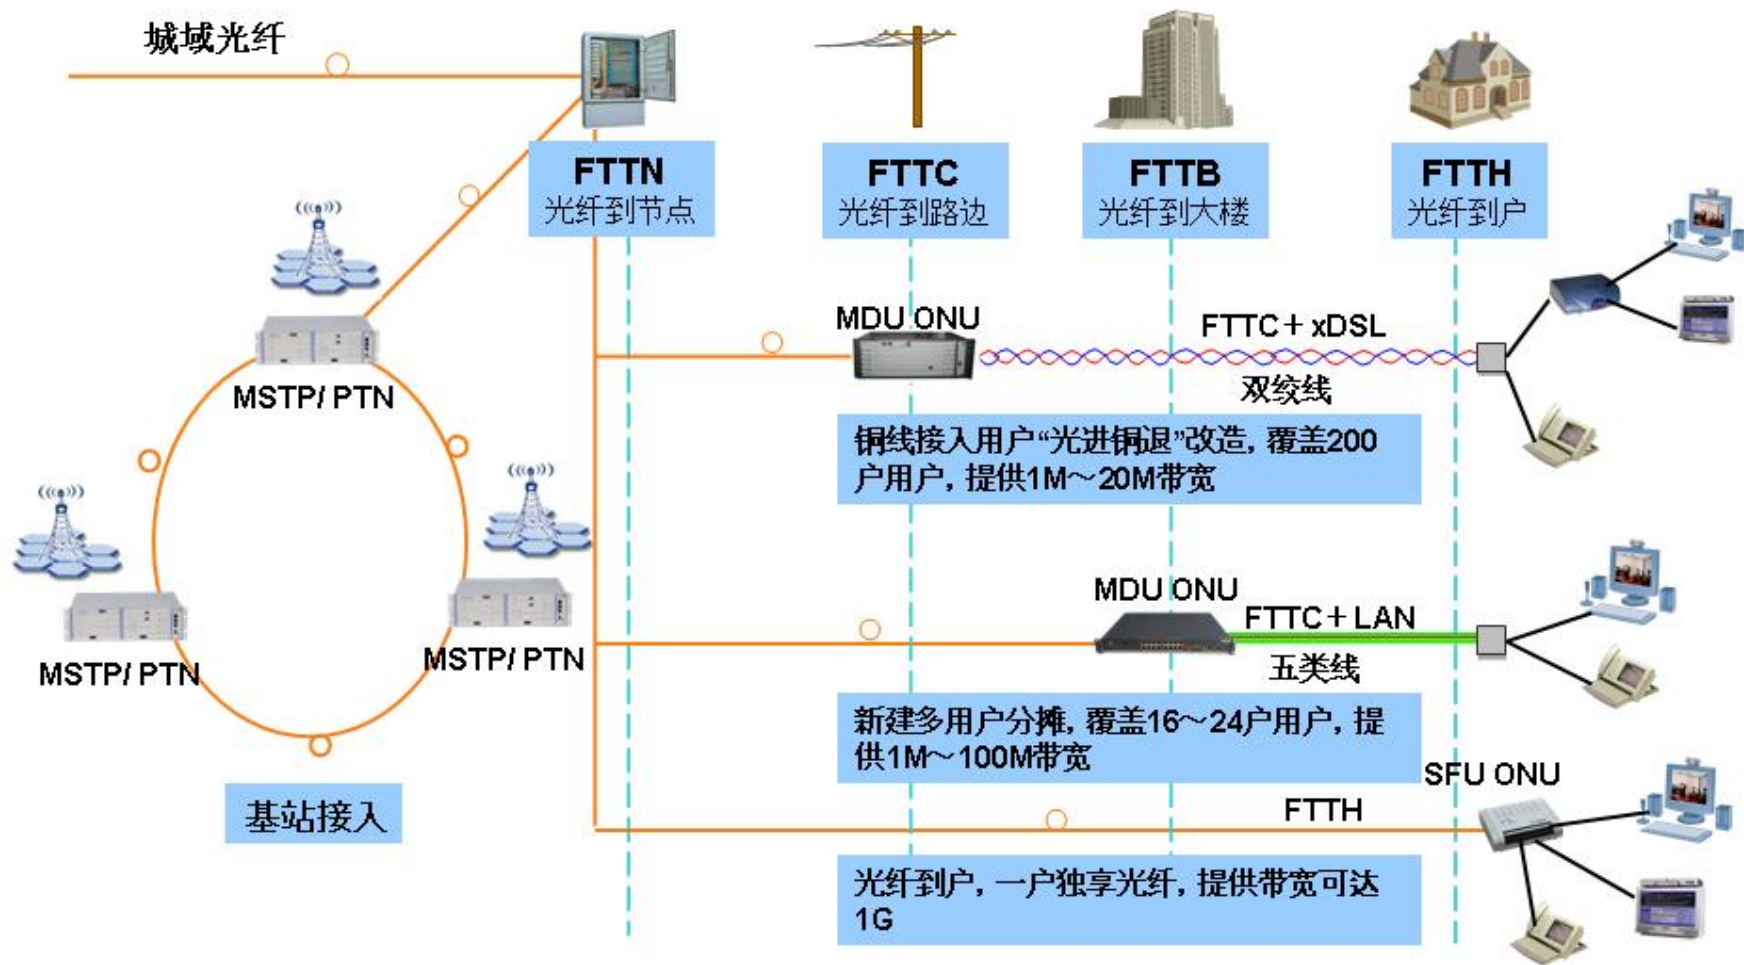 城域光纤
FTTN
光纤到节点
FTTC
光纤到路边
FTTB
光纤到大楼
FTTH
光纤到户
MDU ONU
FTTC+xDSL
双绞线
MSTP/ PTN
铜线接入用户“光进铜退”改造, 覆盖200
户用户, 提供1M～20M带宽
MDU ONU
FTTC+LAN
五类线
MSTP/ PTN
MSTP/ PTN
新建多用户分摊, 覆盖16～24户用户, 提
供1M～100M带宽
基站接入
SFU ONU
FTTH
光纤到户, 一户独享光纤, 提供带宽可达
1G